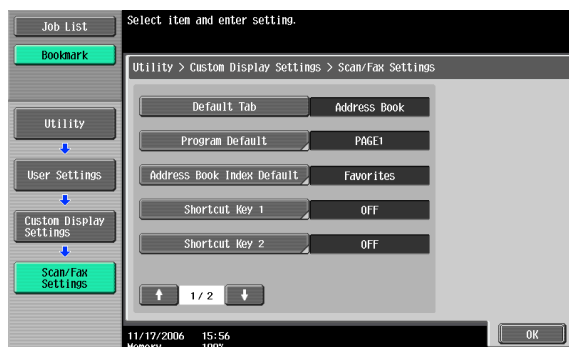 Job List
Bookmark
Select item and enter setting.
Utility > Custom Display Settings > Scan/Fax Settings
Utility
User Settings
Custom Display
Settings
Scan/Fax
Settings
Default Tab
Address Book
Program Default
PAGE1
Address Book Index Default
Favorites
Shortcut Key 1
OFF
Shortcut Key 2
OFF
1/ 2
11/17/2006 15:56
Memory 100%
OK